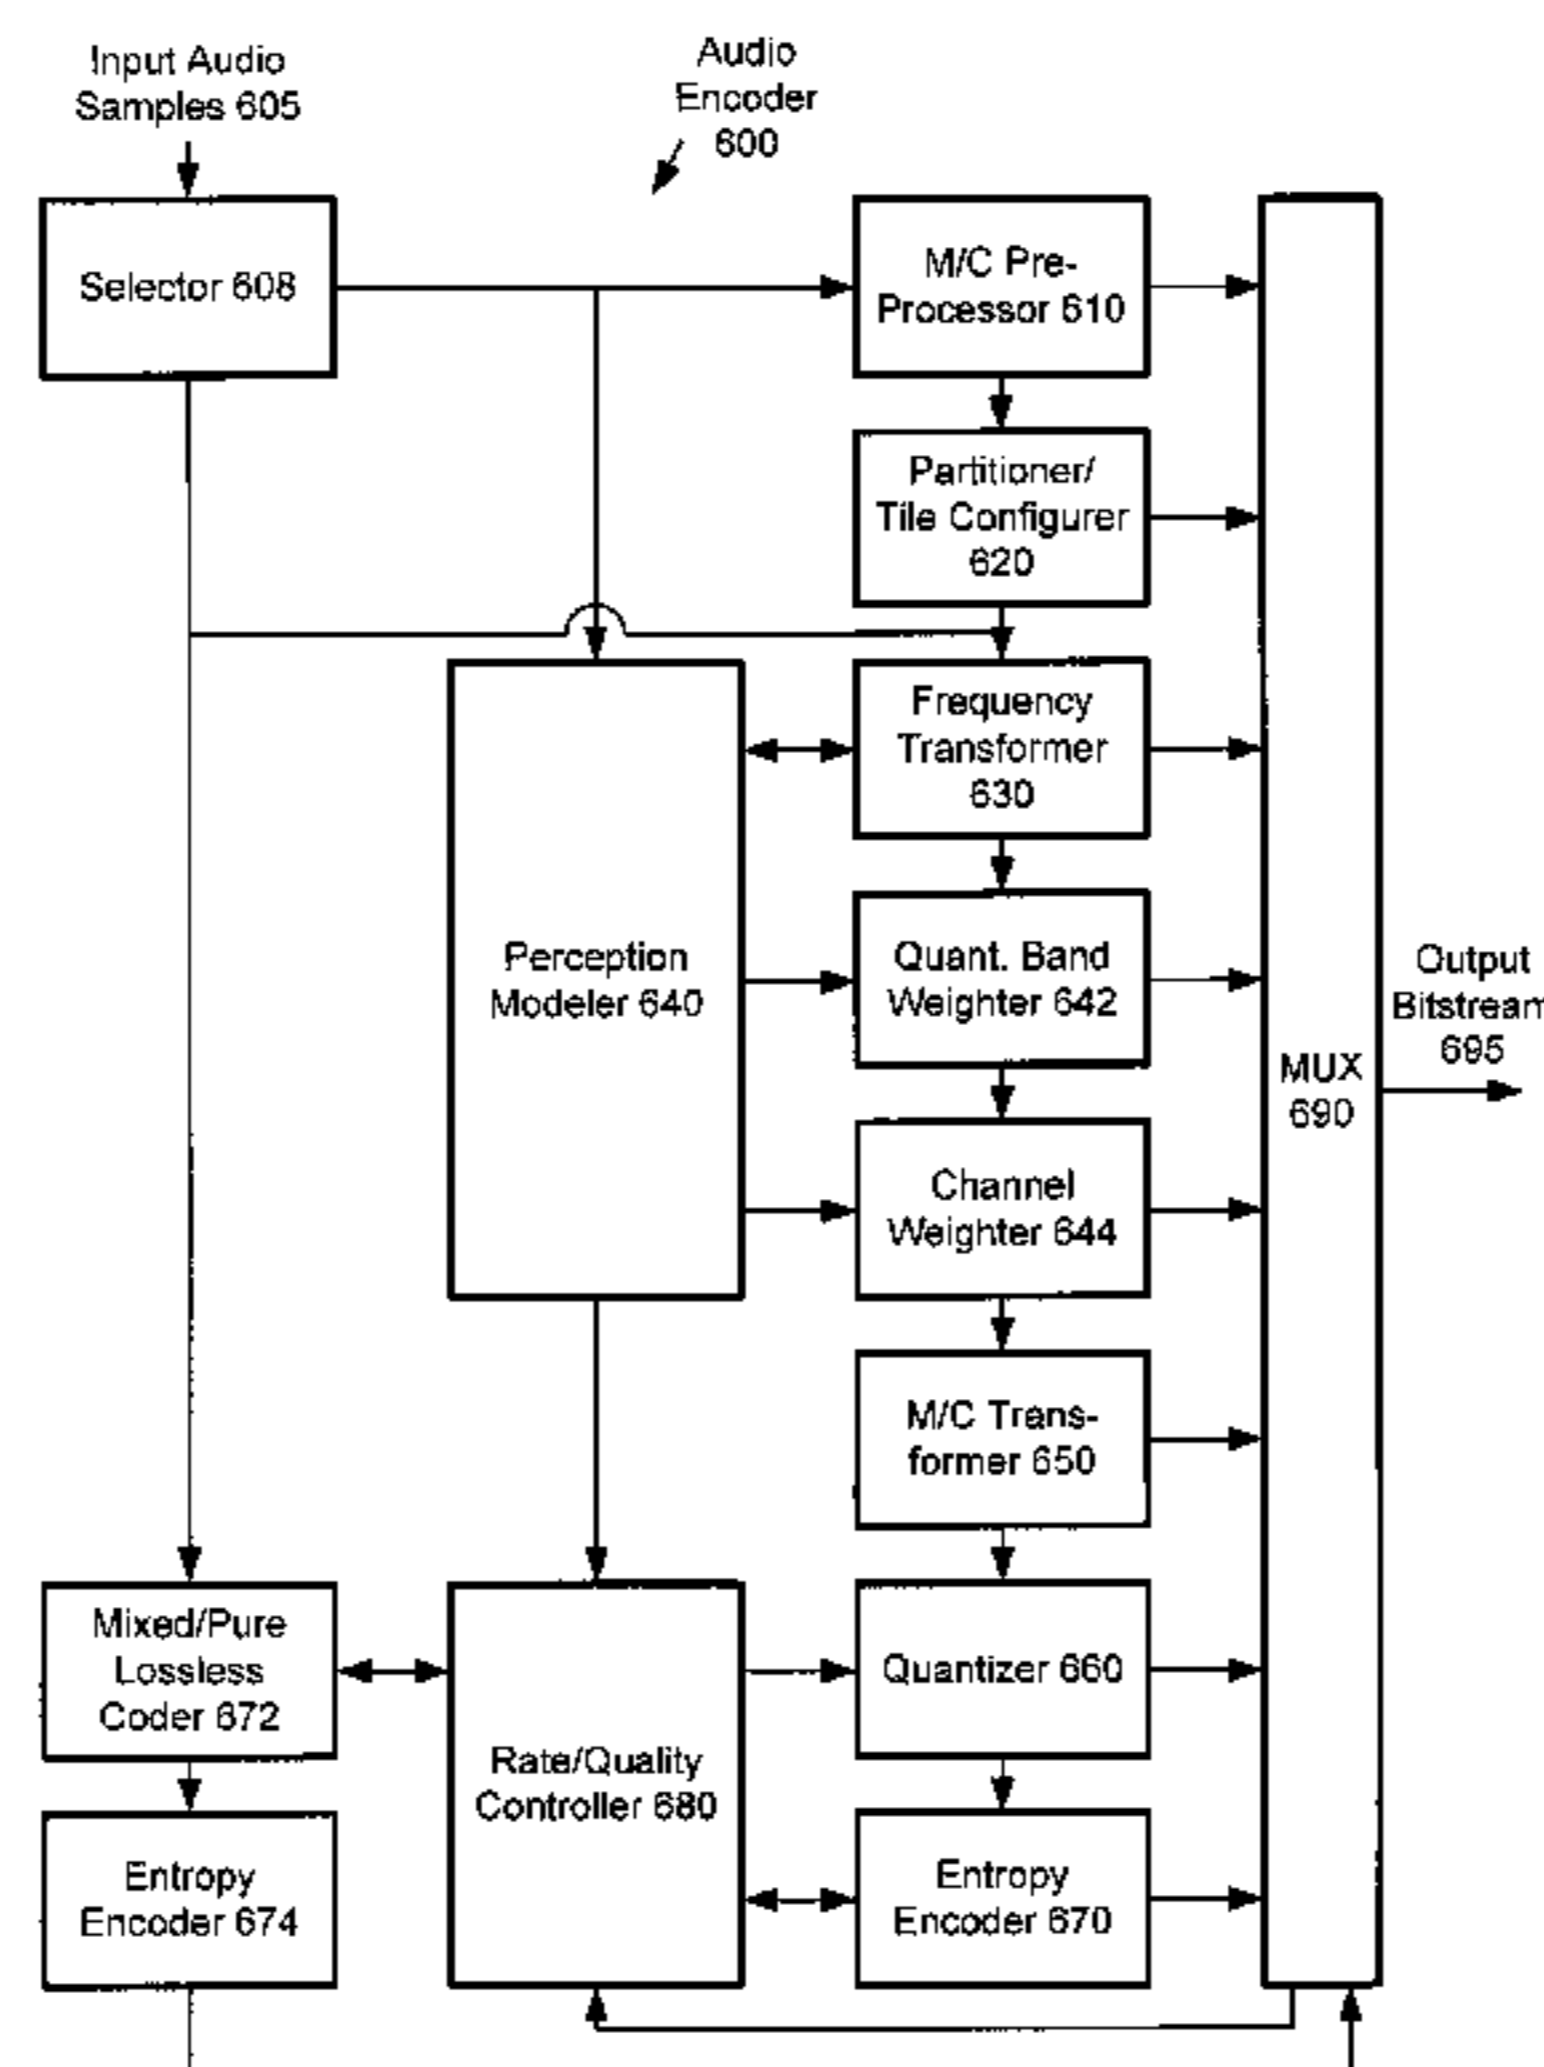 Input Audio
Samples 605
Audio
Encoder
600
Selector 608
M/C Pre-
Processor 610
Partitioner/
Tile Configurer
620
Frequency
Transformer
630
Perception
Modeler 640
Quant. Band
Weighter 642
Output
Bitstream
695
MUX
690
Channel
Weighter 644
M/C Trans-
former 650
Mixed/Pure
Lossless
Coder 672
Quantizer 660
Rate/Quality
Controller 680
Entropy
Encoder 674
Entropy
Encoder 670